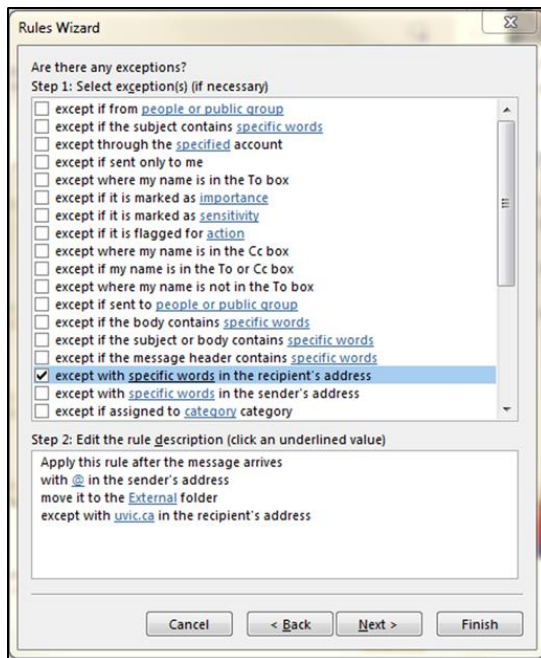 Rules Wizard
Are there any exceptions?
Step 1: Select exception(s) (if necessary)
except if from people or public group
except if the subject contains specific words
except through the specified account
except if sent only to me
except where my name is in the To box
except if it is marked as importance
except if it is marked as sensitivity
except if it is flagged for action
except where my name is in the Cc box
except if my name is in the To or Cc box
except where my name is not in the To box
except if sent to people or public group
except if the body contains specific words
except if the subject or body contains specific words
except if the message header contains specific words
except with specific words in the recipient's address
except with specific words in the sender's address
except if assigned to category category
Step 2: Edit the rule description (click an underlined value)
Apply this rule after the message arrives
with @ in the sender's address
move it to the External folder
except with uvic.ca in the recipient's address
Cancel < Back Next > Finish